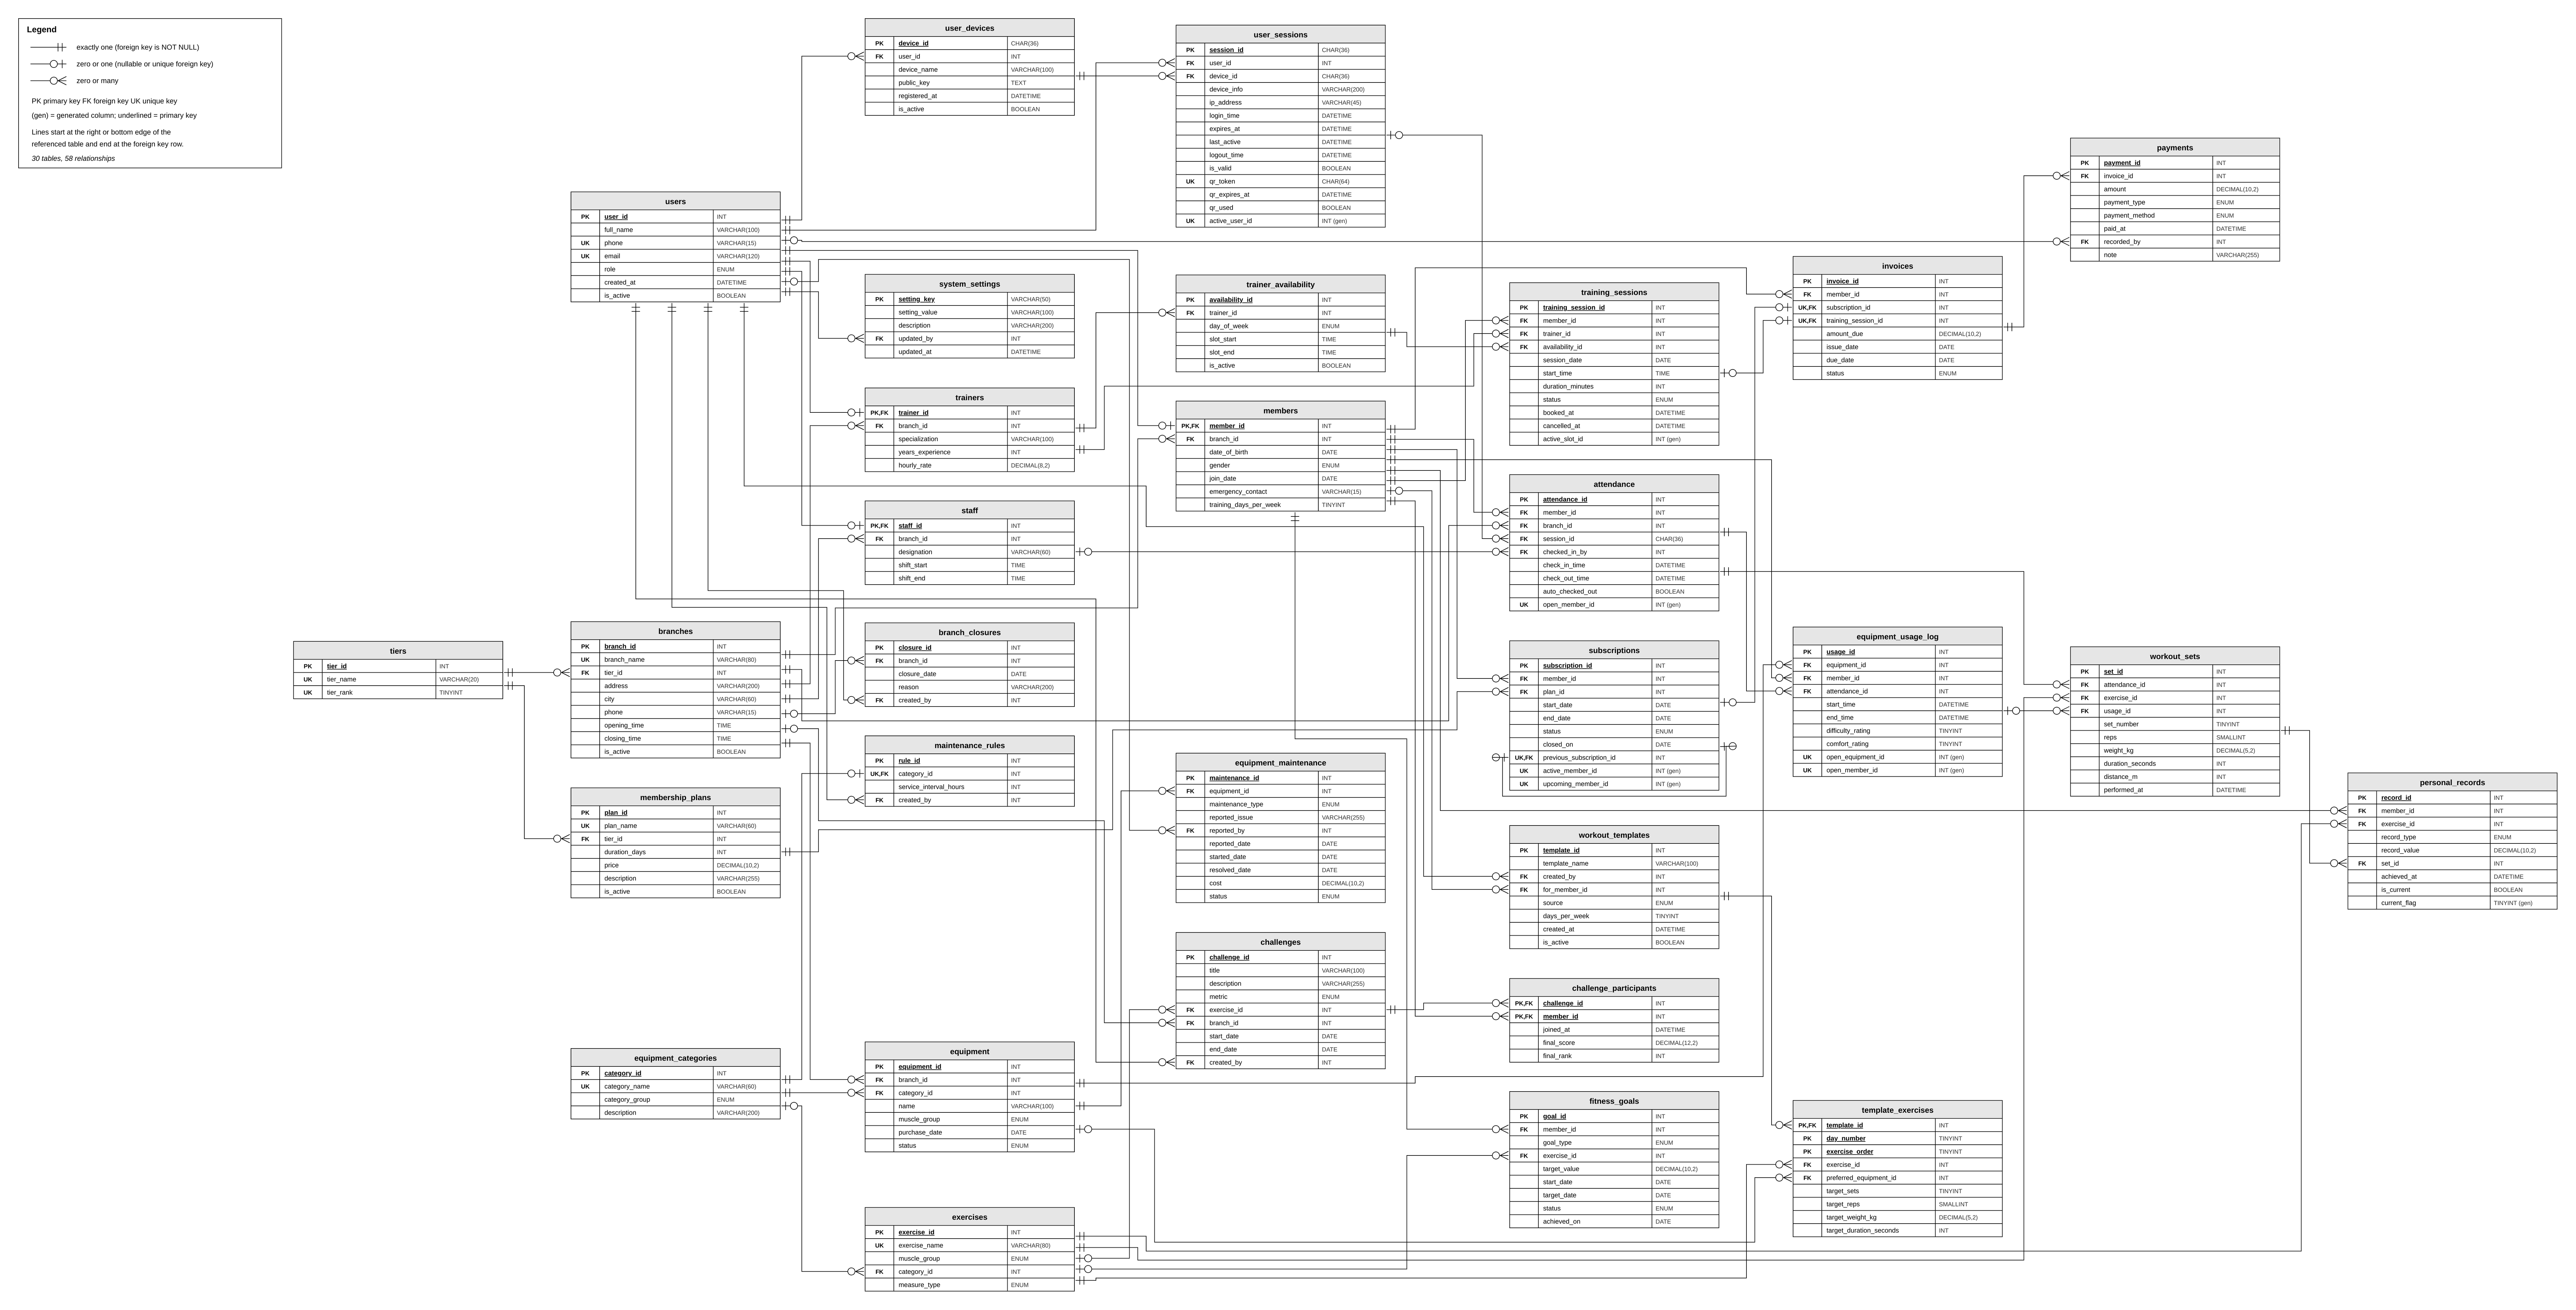 Legend
exactly one (foreign key is NOT NULL)
zero or one (nullable or unique foreign key)
zero or many
PK primary key FK foreign key UK unique key
(gen) = generated column; underlined = primary key
Lines start at the right or bottom edge of the
referenced table and end at the foreign key row.
30 tables, 58 relationships
tiers
PK tier_id INT
UK tier_name VARCHAR(20)
UK tier_rank TINYINT
users
PK user_id INT
full_name VARCHAR(100)
UK phone VARCHAR(15)
UK email VARCHAR(120)
role ENUM
created_at DATETIME
is_active BOOLEAN
branches
PK branch_id INT
UK branch_name VARCHAR(80)
FK tier_id INT
address VARCHAR(200)
city VARCHAR(60)
phone VARCHAR(15)
opening_time TIME
closing_time TIME
is_active BOOLEAN
membership_plans
PK plan_id INT
UK plan_name VARCHAR(60)
FK tier_id INT
duration_days INT
price DECIMAL(10,2)
description VARCHAR(255)
is_active BOOLEAN
equipment_categories
PK category_id INT
UK category_name VARCHAR(60)
category_group ENUM
description VARCHAR(200)
user_devices
PK device_id CHAR(36)
FK user_id INT
device_name VARCHAR(100)
public_key TEXT
registered_at DATETIME
is_active BOOLEAN
system_settings
PK setting_key VARCHAR(50)
setting_value VARCHAR(100)
description VARCHAR(200)
FK updated_by INT
updated_at DATETIME
trainers
PK,FK trainer_id INT
FK branch_id INT
specialization VARCHAR(100)
years_experience INT
hourly_rate DECIMAL(8,2)
staff
PK,FK staff_id INT
FK branch_id INT
designation VARCHAR(60)
shift_start TIME
shift_end TIME
branch_closures
PK closure_id INT
FK branch_id INT
closure_date DATE
reason VARCHAR(200)
FK created_by INT
maintenance_rules
PK rule_id INT
UK,FK category_id INT
service_interval_hours INT
FK created_by INT
equipment
PK equipment_id INT
FK branch_id INT
FK category_id INT
name VARCHAR(100)
muscle_group ENUM
purchase_date DATE
status ENUM
exercises
PK exercise_id INT
UK exercise_name VARCHAR(80)
muscle_group ENUM
FK category_id INT
measure_type ENUM
user_sessions
PK session_id CHAR(36)
FK user_id INT
FK device_id CHAR(36)
device_info VARCHAR(200)
ip_address VARCHAR(45)
login_time DATETIME
expires_at DATETIME
last_active DATETIME
logout_time DATETIME
is_valid BOOLEAN
UK qr_token CHAR(64)
qr_expires_at DATETIME
qr_used BOOLEAN
UK active_user_id INT (gen)
trainer_availability
PK availability_id INT
FK trainer_id INT
day_of_week ENUM
slot_start TIME
slot_end TIME
is_active BOOLEAN
members
PK,FK member_id INT
FK branch_id INT
date_of_birth DATE
gender ENUM
join_date DATE
emergency_contact VARCHAR(15)
training_days_per_week TINYINT
equipment_maintenance
PK maintenance_id INT
FK equipment_id INT
maintenance_type ENUM
reported_issue VARCHAR(255)
FK reported_by INT
reported_date DATE
started_date DATE
resolved_date DATE
cost DECIMAL(10,2)
status ENUM
challenges
PK challenge_id INT
title VARCHAR(100)
description VARCHAR(255)
metric ENUM
FK exercise_id INT
FK branch_id INT
start_date DATE
end_date DATE
FK created_by INT
training_sessions
PK training_session_id INT
FK member_id INT
FK trainer_id INT
FK availability_id INT
session_date DATE
start_time TIME
duration_minutes INT
status ENUM
booked_at DATETIME
cancelled_at DATETIME
active_slot_id INT (gen)
attendance
PK attendance_id INT
FK member_id INT
FK branch_id INT
FK session_id CHAR(36)
FK checked_in_by INT
check_in_time DATETIME
check_out_time DATETIME
auto_checked_out BOOLEAN
UK open_member_id INT (gen)
subscriptions
PK subscription_id INT
FK member_id INT
FK plan_id INT
start_date DATE
end_date DATE
status ENUM
closed_on DATE
UK,FK previous_subscription_id INT
UK active_member_id INT (gen)
UK upcoming_member_id INT (gen)
workout_templates
PK template_id INT
template_name VARCHAR(100)
FK created_by INT
FK for_member_id INT
source ENUM
days_per_week TINYINT
created_at DATETIME
is_active BOOLEAN
challenge_participants
PK,FK challenge_id INT
PK,FK member_id INT
joined_at DATETIME
final_score DECIMAL(12,2)
final_rank INT
fitness_goals
PK goal_id INT
FK member_id INT
goal_type ENUM
FK exercise_id INT
target_value DECIMAL(10,2)
start_date DATE
target_date DATE
status ENUM
achieved_on DATE
invoices
PK invoice_id INT
FK member_id INT
UK,FK subscription_id INT
UK,FK training_session_id INT
amount_due DECIMAL(10,2)
issue_date DATE
due_date DATE
status ENUM
equipment_usage_log
PK usage_id INT
FK equipment_id INT
FK member_id INT
FK attendance_id INT
start_time DATETIME
end_time DATETIME
difficulty_rating TINYINT
comfort_rating TINYINT
UK open_equipment_id INT (gen)
UK open_member_id INT (gen)
template_exercises
PK,FK template_id INT
PK day_number TINYINT
PK exercise_order TINYINT
FK exercise_id INT
FK preferred_equipment_id INT
target_sets TINYINT
target_reps SMALLINT
target_weight_kg DECIMAL(5,2)
target_duration_seconds INT
payments
PK payment_id INT
FK invoice_id INT
amount DECIMAL(10,2)
payment_type ENUM
payment_method ENUM
paid_at DATETIME
FK recorded_by INT
note VARCHAR(255)
workout_sets
PK set_id INT
FK attendance_id INT
FK exercise_id INT
FK usage_id INT
set_number TINYINT
reps SMALLINT
weight_kg DECIMAL(5,2)
duration_seconds INT
distance_m INT
performed_at DATETIME
personal_records
PK record_id INT
FK member_id INT
FK exercise_id INT
record_type ENUM
record_value DECIMAL(10,2)
FK set_id INT
achieved_at DATETIME
is_current BOOLEAN
current_flag TINYINT (gen)